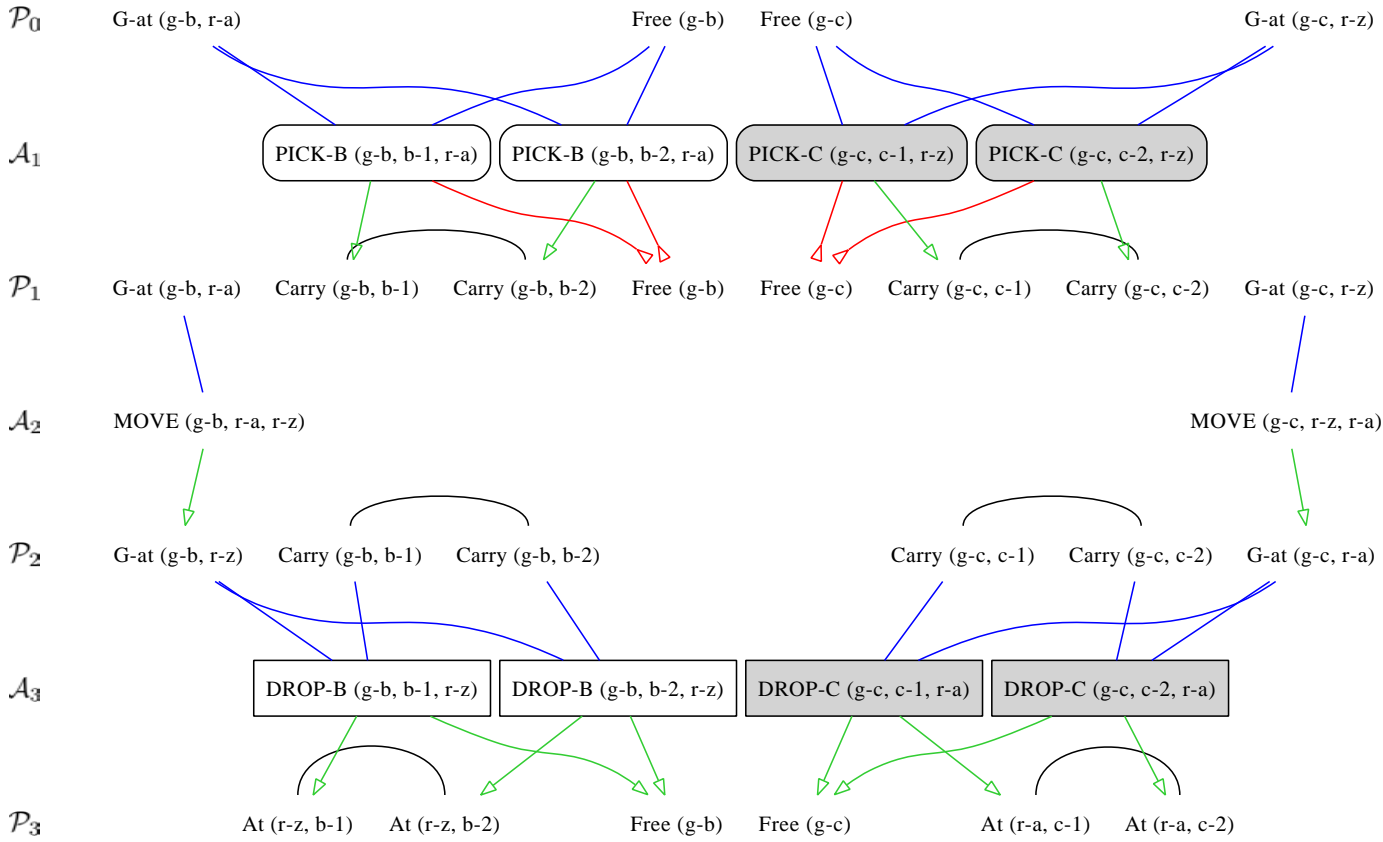 𝒫₀ G-at (g-b, r-a) Free (g-b) Free (g-c) G-at (g-c, r-z)
𝒜₁ PICK-B (g-b, b-1, r-a) PICK-B (g-b, b-2, r-a) PICK-C (g-c, c-1, r-z) PICK-C (g-c, c-2, r-z)
𝒫₁ G-at (g-b, r-a) Carry (g-b, b-1) Carry (g-b, b-2) Free (g-b) Free (g-c) Carry (g-c, c-1) Carry (g-c, c-2) G-at (g-c, r-z)
𝒜₂ MOVE (g-b, r-a, r-z) MOVE (g-c, r-z, r-a)
𝒫₂ G-at (g-b, r-z) Carry (g-b, b-1) Carry (g-b, b-2) Carry (g-c, c-1) Carry (g-c, c-2) G-at (g-c, r-a)
𝒜₃ DROP-B (g-b, b-1, r-z) DROP-B (g-b, b-2, r-z) DROP-C (g-c, c-1, r-a) DROP-C (g-c, c-2, r-a)
𝒫₃ At (r-z, b-1) At (r-z, b-2) Free (g-b) Free (g-c) At (r-a, c-1) At (r-a, c-2)